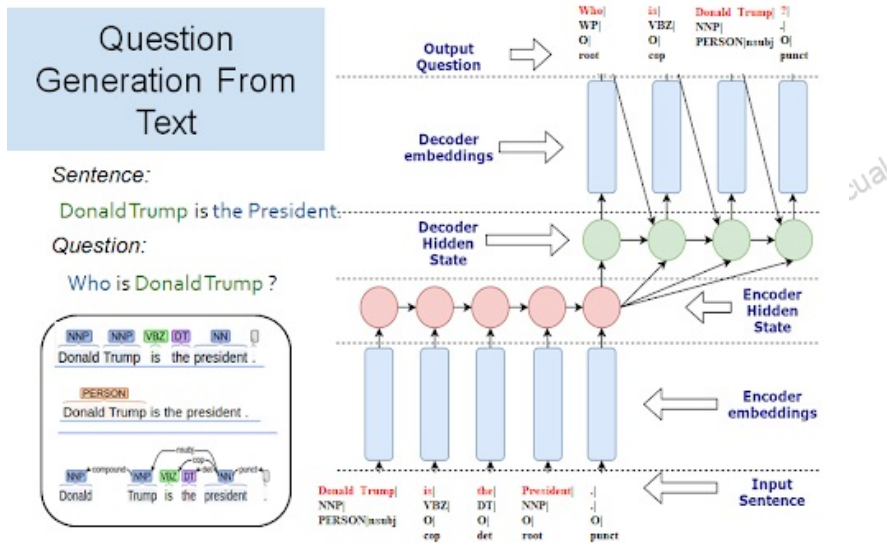 Question
Generation From
Text
Sentence:
Donald Trump is the President.
Question:
Who is Donald Trump ?
NNP NNP VBZ DT NN .
Donald Trump is the president .
PERSON
Donald Trump is the president .
nsubj
cop
compound det punct
NNP NNP VBZ DT NN .
Donald Trump is the president .
Output
Question
Who| is| Donald Trump| ?|
WP| VBZ| NNP| .|
O| O| PERSON|nsubj O|
root cop punct
Decoder
embeddings
Decoder
Hidden
State
Encoder
Hidden
State
Encoder
embeddings
Input
Sentence
Donald Trump| is| the| President| .|
NNP| VBZ| DT| NNP| .|
PERSON|nsubj O| O| O| O|
cop det root punct